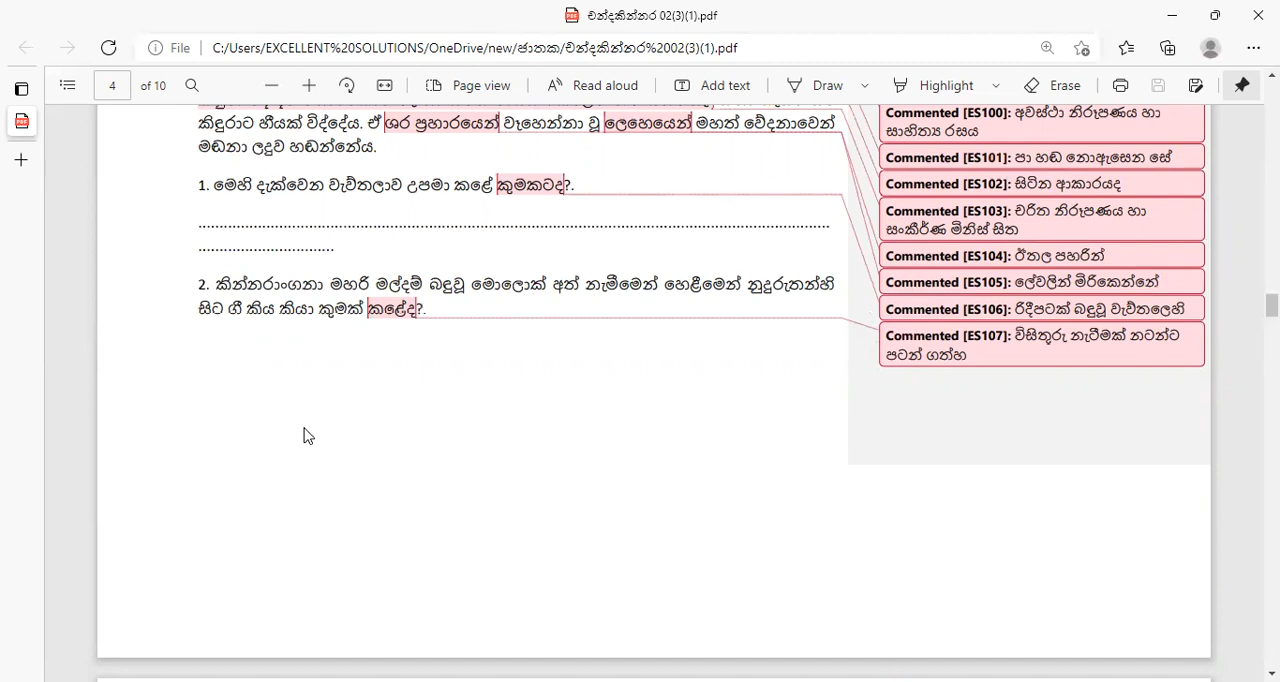 චන්දකින්නර 02(3)(1).pdf
File
C:/Users/EXCELLENT%20SOLUTIONS/OneDrive/new/ජාතක/චන්දකින්නර%2002(3)(1).pdf
4 of 10
Page view
Read aloud
Add text
Draw
Highlight
Erase
කිඳුරාට හීයක් විද්දේය. ඒ ශර ප්‍රහාරයෙන් වෑහෙන්නා වූ ලෙහෙයෙන් මහත් වේදනාවෙන්
මඬනා ලදුව හඬන්නේය.
1. මෙහි දැක්වෙන වැව්තලාව උපමා කළේ කුමකටද?.
................................................................................
...............................
2. කින්නරාංගනා මහරි මල්දම් බඳුවූ මොලොක් අත් නැමීමෙන් හෙළීමෙන් නුදුරුතන්හි
සිට ගී කිය කියා කුමක් කළේද?.
Commented [ES100]: අවස්ථා නිරූපණය හා
සාහිත්‍ය රසය
Commented [ES101]: පා හඬ නොඇසෙන සේ
Commented [ES102]: සිටින ආකාරයද
Commented [ES103]: චරිත නිරූපණය හා
සංකීර්ණ මිනිස් සිත
Commented [ES104]: ඊතල පහරින්
Commented [ES105]: ලේවලින් මිරිකෙන්නේ
Commented [ES106]: රිදීපටක් බඳුවූ වැව්තලෙහි
Commented [ES107]: විසිතුරු නැටීමක් නටන්ට
පටන් ගත්හ